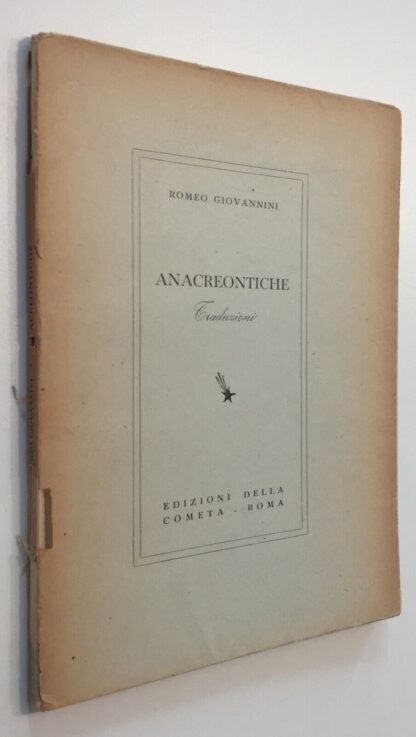 ROMEO GIOVANNINI
ANACREONTICHE
Traduzioni
EDIZIONI DELLA
COMETA - ROMA